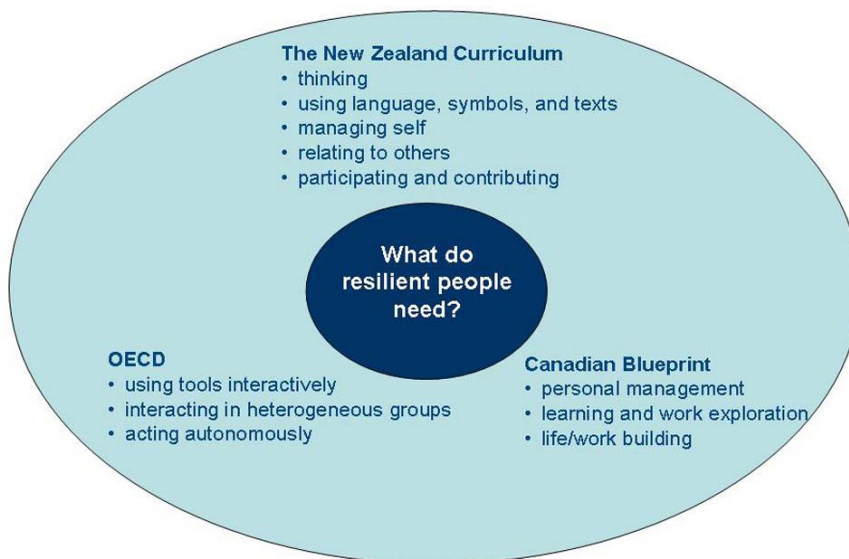 The New Zealand Curriculum
• thinking
• using language, symbols, and texts
• managing self
• relating to others
• participating and contributing
What do
resilient people
need?
OECD
• using tools interactively
• interacting in heterogeneous groups
• acting autonomously
Canadian Blueprint
• personal management
• learning and work exploration
• life/work building